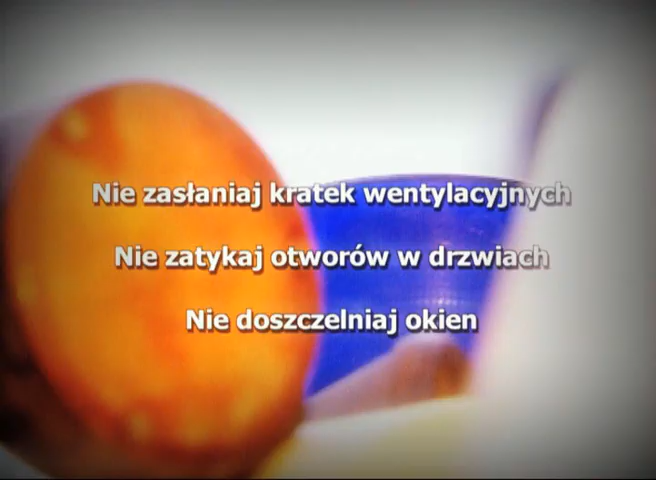 Nie zasłaniaj kratek wentylacyjnych
Nie zatykaj otworów w drzwiach
Nie doszczelniaj okien